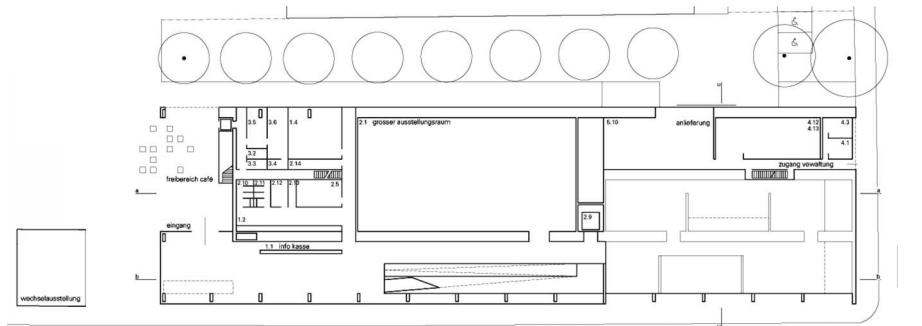 3.5
3.6
1.4
2.1 grosser ausstellungsraum
5.10
anlieferung
4.12
4.13
4.3
4.1
3.2
3.3
3.4
2.14
zugang vewaltung
freibereich café
2.10
2.11
2.12
2.13
2.5
a
a
1.2
2.9
eingang
1.1 info kasse
b
b
wechselausstellung